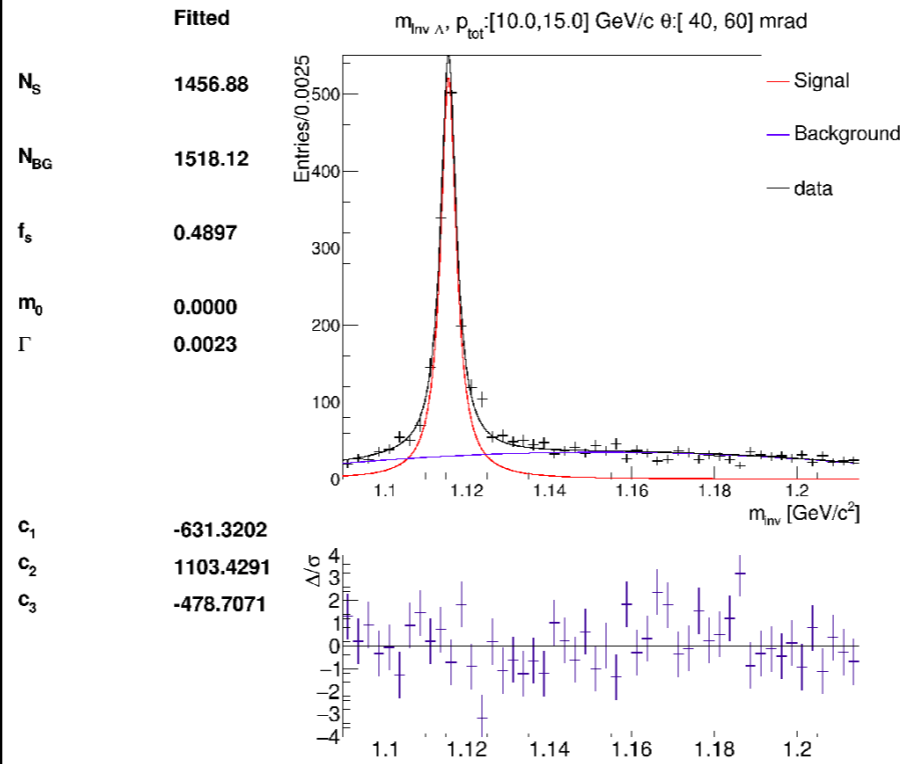 Fitted
N_S 1456.88
N_BG 1518.12
f_s 0.4897
m_0 0.0000
Γ 0.0023
c_1 -631.3202
c_2 1103.4291
c_3 -478.7071
m_Inv Λ, p_tot:[10.0,15.0] GeV/c θ:[ 40, 60] mrad
Entries/0.0025
500
400
300
200
100
0
Signal
Background
data
1.1 1.12 1.14 1.16 1.18 1.2
m_inv [GeV/c²]
Δ/σ
4
3
2
1
0
−1
−2
−3
−4
1.1 1.12 1.14 1.16 1.18 1.2